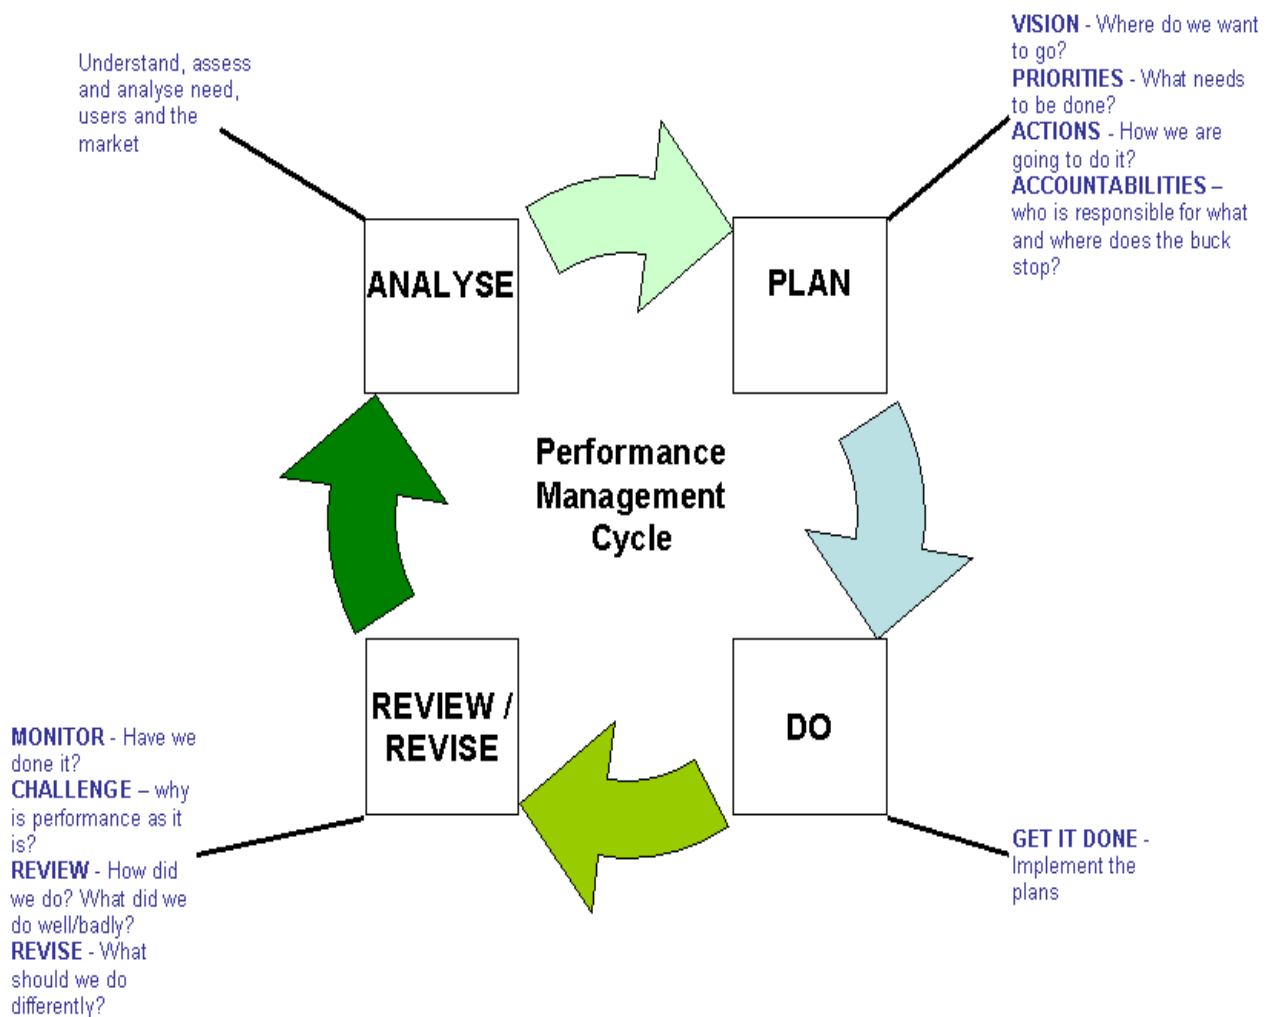 Understand, assess
and analyse need,
users and the
market
VISION - Where do we want
to go?
PRIORITIES - What needs
to be done?
ACTIONS - How we are
going to do it?
ACCOUNTABILITIES –
who is responsible for what
and where does the buck
stop?
ANALYSE
PLAN
Performance
Management
Cycle
REVIEW /
REVISE
DO
MONITOR - Have we
done it?
CHALLENGE – why
is performance as it
is?
REVIEW - How did
we do? What did we
do well/badly?
REVISE - What
should we do
differently?
GET IT DONE -
Implement the
plans